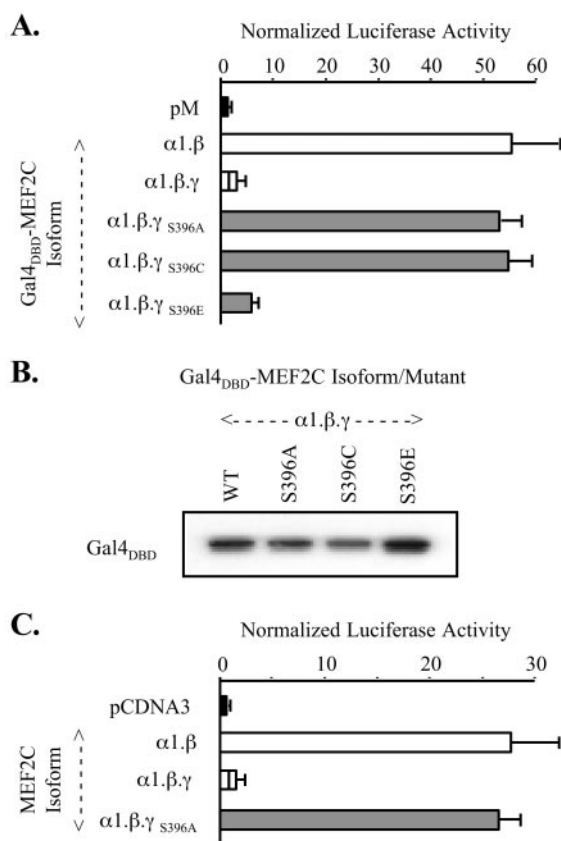 A.
Normalized Luciferase Activity
0 10 20 30 40 50 60
pM
α1.β
α1.β.γ
α1.β.γ S396A
α1.β.γ S396C
α1.β.γ S396E
Gal4DBD-MEF2C
Isoform
<- - - - - - - - - - - - ->
B.
Gal4DBD-MEF2C Isoform/Mutant
<- - - - - α1.β.γ - - - - ->
WT S396A S396C S396E
Gal4DBD
C.
Normalized Luciferase Activity
0 10 20 30
pCDNA3
α1.β
α1.β.γ
α1.β.γ S396A
MEF2C
Isoform
<- - - - - - ->